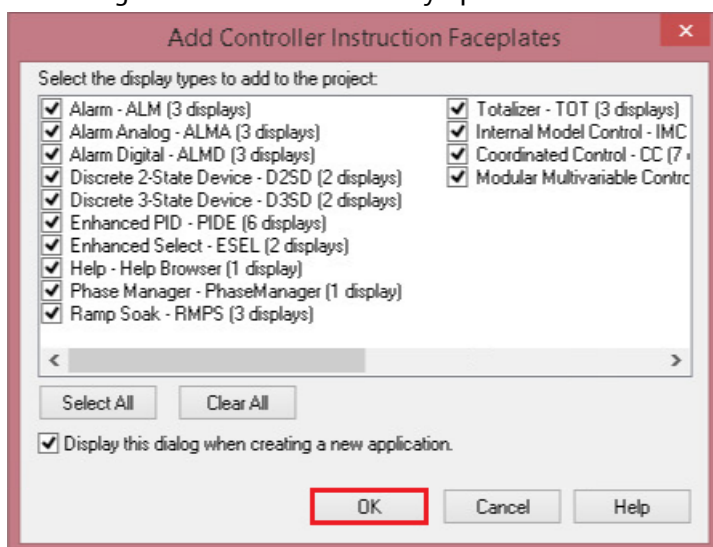 Add Controller Instruction Faceplates
Select the display types to add to the project:
Alarm - ALM (3 displays)
Alarm Analog - ALMA (3 displays)
Alarm Digital - ALMD (3 displays)
Discrete 2-State Device - D2SD (2 displays)
Discrete 3-State Device - D3SD (2 displays)
Enhanced PID - PIDE (6 displays)
Enhanced Select - ESEL (2 displays)
Help - Help Browser (1 display)
Phase Manager - PhaseManager (1 display)
Ramp Soak - RMPS (3 displays)
Totalizer - TOT (3 displays)
Internal Model Control - IMC
Coordinated Control - CC (7
Modular Multivariable Contrc
Select All
Clear All
Display this dialog when creating a new application.
OK
Cancel
Help